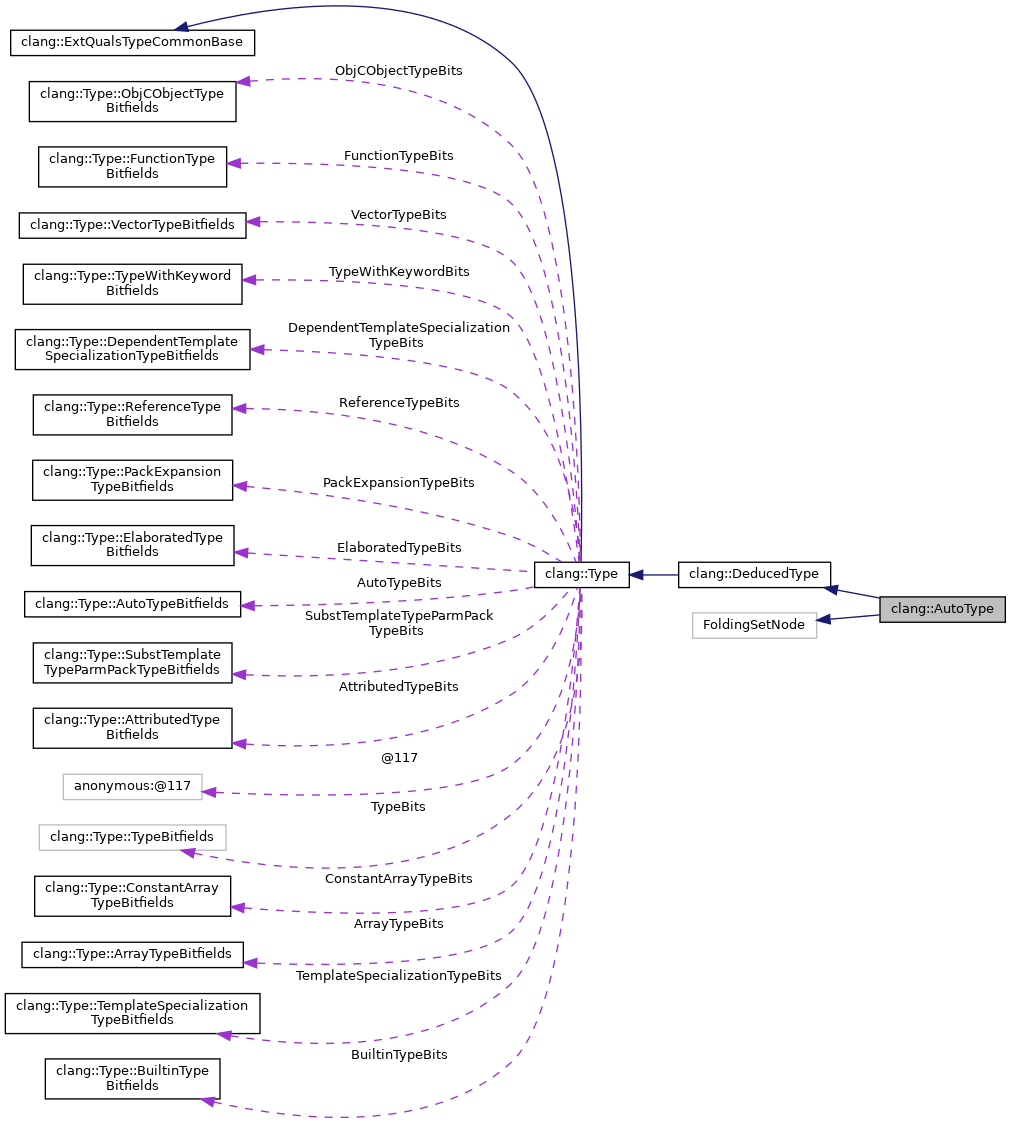 clang::ExtQualsTypeCommonBase
ObjCObjectTypeBits
clang::Type::ObjCObjectType
Bitfields
FunctionTypeBits
clang::Type::FunctionType
Bitfields
VectorTypeBits
clang::Type::VectorTypeBitfields
TypeWithKeywordBits
clang::Type::TypeWithKeyword
Bitfields
DependentTemplateSpecialization
TypeBits
clang::Type::DependentTemplate
SpecializationTypeBitfields
ReferenceTypeBits
clang::Type::ReferenceType
Bitfields
PackExpansionTypeBits
clang::Type::PackExpansion
TypeBitfields
ElaboratedTypeBits
clang::Type::ElaboratedType
Bitfields
clang::Type
clang::DeducedType
AutoTypeBits
clang::Type::AutoTypeBitfields
clang::AutoType
FoldingSetNode
SubstTemplateTypeParmPack
TypeBits
clang::Type::SubstTemplate
TypeParmPackTypeBitfields
AttributedTypeBits
clang::Type::AttributedType
Bitfields
@117
anonymous:@117
TypeBits
clang::Type::TypeBitfields
ConstantArrayTypeBits
clang::Type::ConstantArray
TypeBitfields
ArrayTypeBits
clang::Type::ArrayTypeBitfields
TemplateSpecializationTypeBits
clang::Type::TemplateSpecialization
TypeBitfields
BuiltinTypeBits
clang::Type::BuiltinType
Bitfields